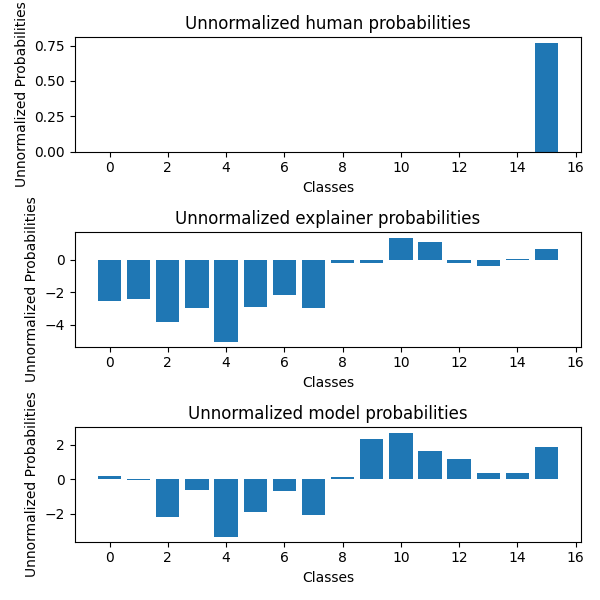 Unnormalized human probabilities
Unnormalized Probabilities
0.75
0.50
0.25
0.00
0 2 4 6 8 10 12 14 16
Classes
Unnormalized explainer probabilities
Unnormalized Probabilities
0
−2
−4
0 2 4 6 8 10 12 14 16
Classes
Unnormalized model probabilities
Unnormalized Probabilities
2
0
−2
0 2 4 6 8 10 12 14 16
Classes